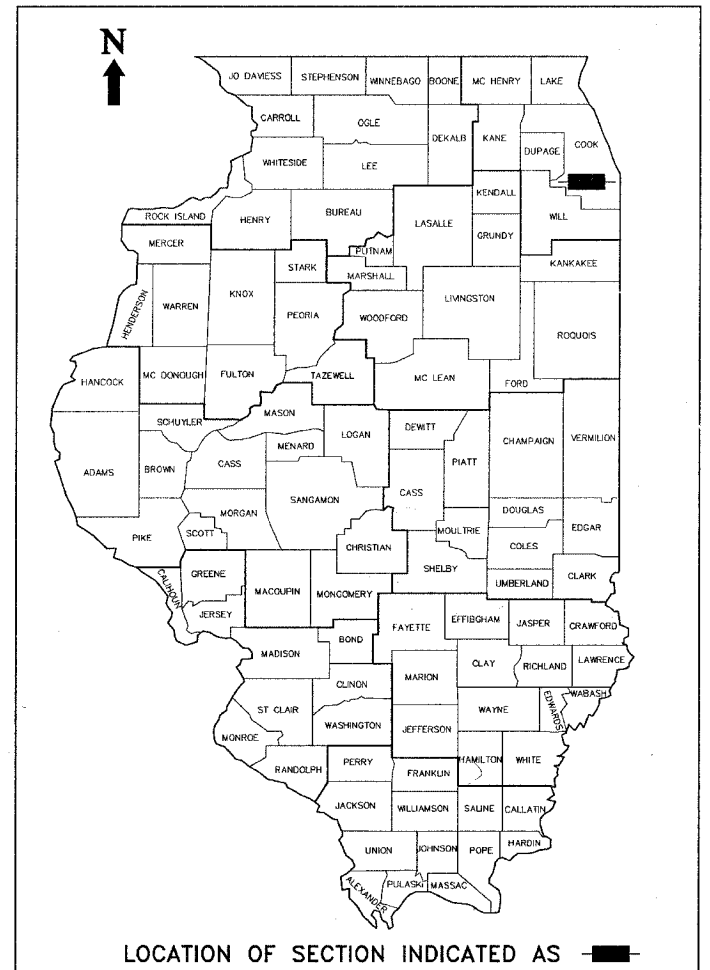 N
JO DAVIESS STEPHENSON WINNEBAGO BOONE MC HENRY LAKE
CARROLL OGLE DEKALB KANE DUPAGE COOK
WHITESIDE LEE
KENDALL
ROCK ISLAND HENRY BUREAU LASALLE WILL
MERCER PUTNAM GRUNDY
STARK MARSHALL KANKAKEE
HENDERSON WARREN KNOX PEORIA WOODFORD LIVINGSTON
ROQUOIS
HANCOCK MC DONOUGH FULTON TAZEWELL MC LEAN FORD
MASON
SCHUYLER LOGAN DEWITT CHAMPAIGN VERMILION
MENARD
ADAMS BROWN CASS PIATT
SANGAMON CASS
MORGAN DOUGLAS
PIKE SCOTT MOULTRIE EDGAR
CHRISTIAN COLES
GREENE SHELBY UMBERLAND CLARK
CALIHOUN MACOUPIN MONTGOMERY
JERSEY FAYETTE EFFIBGHAM JASPER CRAWFORD
BOND
MADISON CLAY RICHLAND LAWRENCE
CLINON MARION
WABASH
ST CLAIR WAYNE EDWARDS
WASHINGTON JEFFERSON
MONROE
PERRY HAMILTON WHITE
RANDOLPH FRANKLIN
JACKSON WILLIAMSON SALINE CALLATIN
UNION JOHNSON POPE HARDIN
ALEXANDER PULASKI MASSAC
LOCATION OF SECTION INDICATED AS